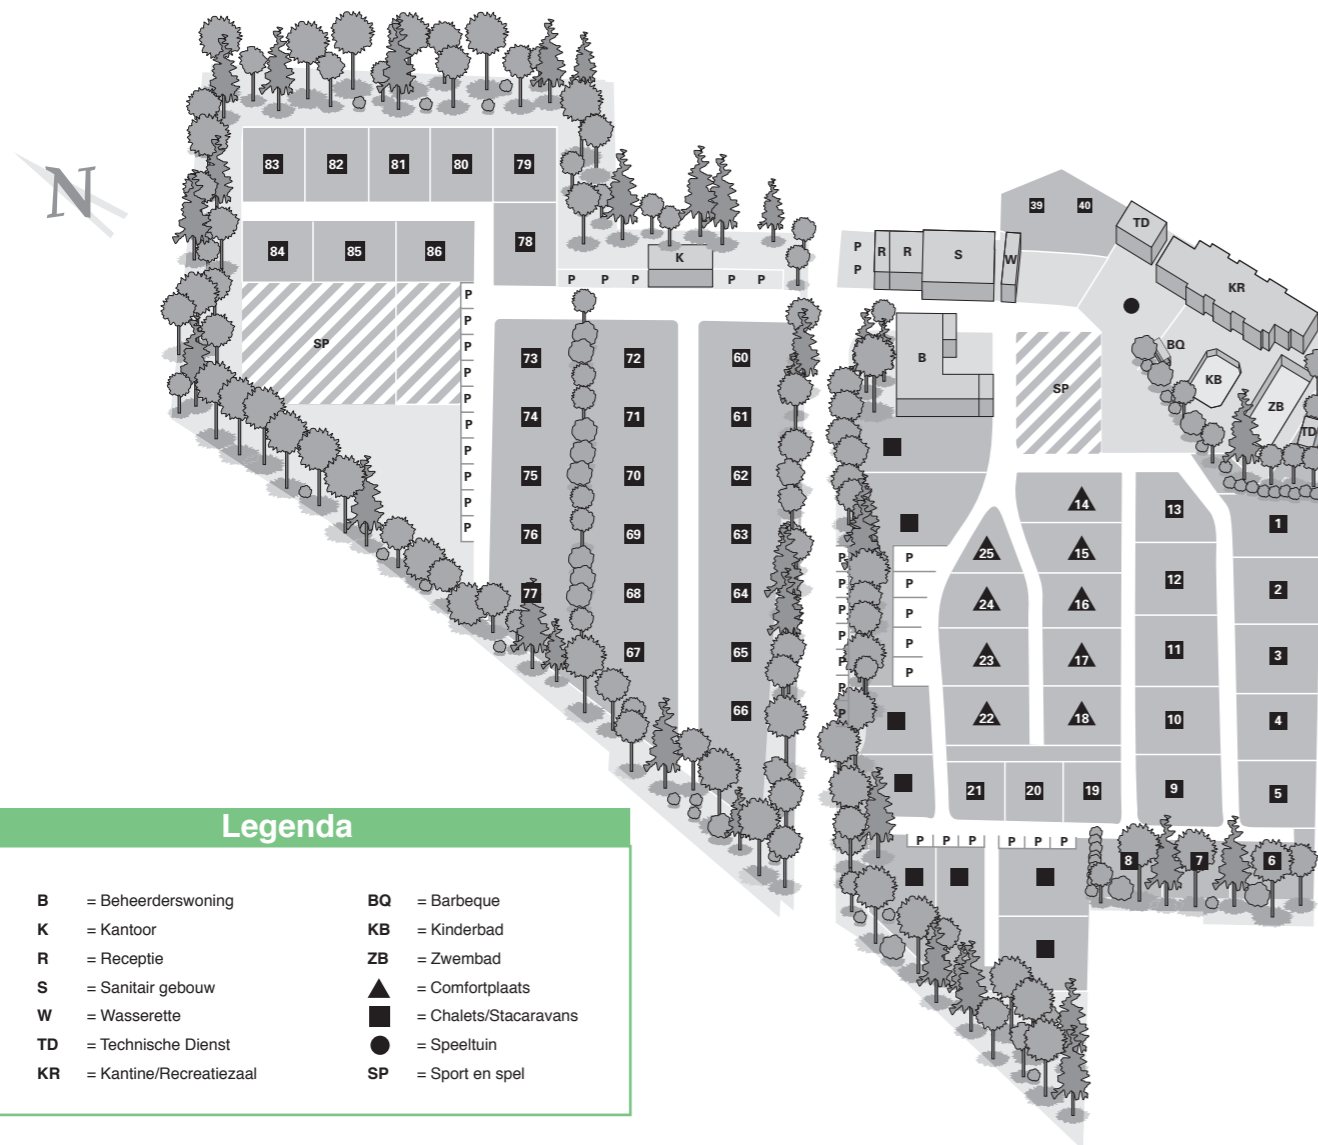 N
83 82 81 80 79
84 85 86 78
SP
K
P P P P P
P
P
P
P
P
P
P
P
P
P
73 72 60
74 71 61
75 70 62
76 69 63
77 68 64
67 65
66
P
P
R R S W
39 40
TD
KR
B
SP
BQ
KB
ZB
TD
14 13 1
25 15
24 16 12 2
23 17 11 3
22 18 10 4
21 20 19 9 5
P
P
P
P
P
P
P
P
P
P
P
P
P P P P P P
8 7 6
Legenda
B = Beheerderswoning
K = Kantoor
R = Receptie
S = Sanitair gebouw
W = Wasserette
TD = Technische Dienst
KR = Kantine/Recreatiezaal
BQ = Barbeque
KB = Kinderbad
ZB = Zwembad
= Comfortplaats
= Chalets/Stacaravans
= Speeltuin
SP = Sport en spel